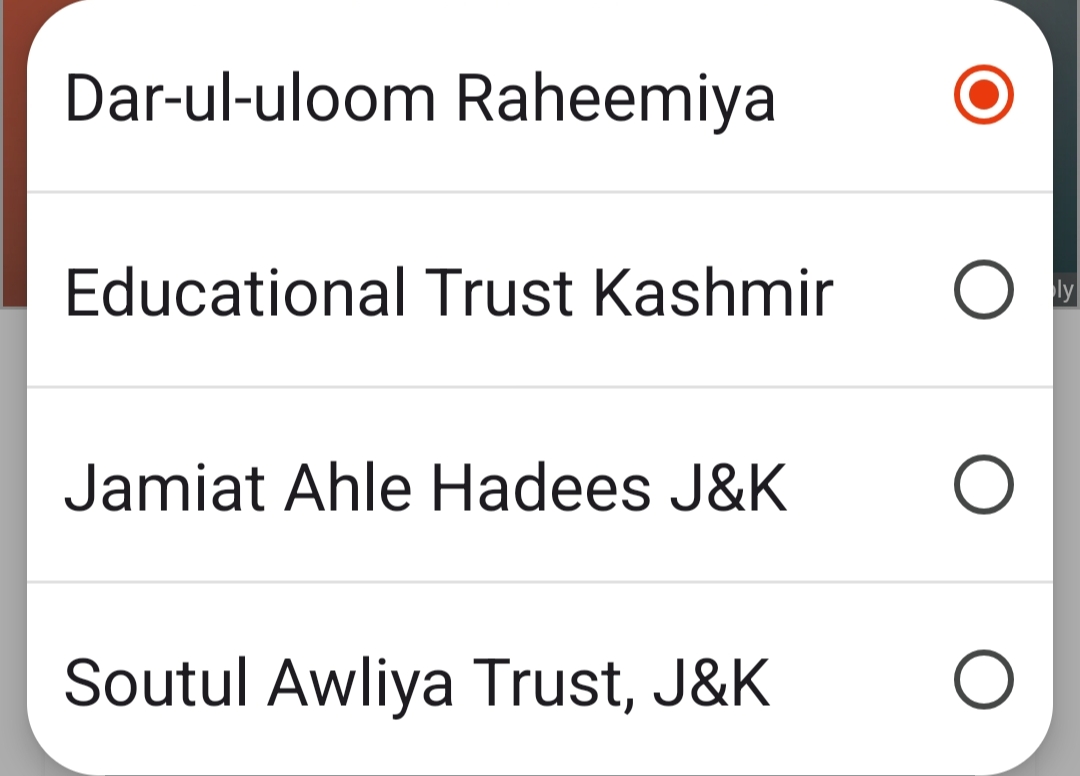 Dar-ul-uloom Raheemiya
Educational Trust Kashmir
Jamiat Ahle Hadees J&K
Soutul Awliya Trust, J&K